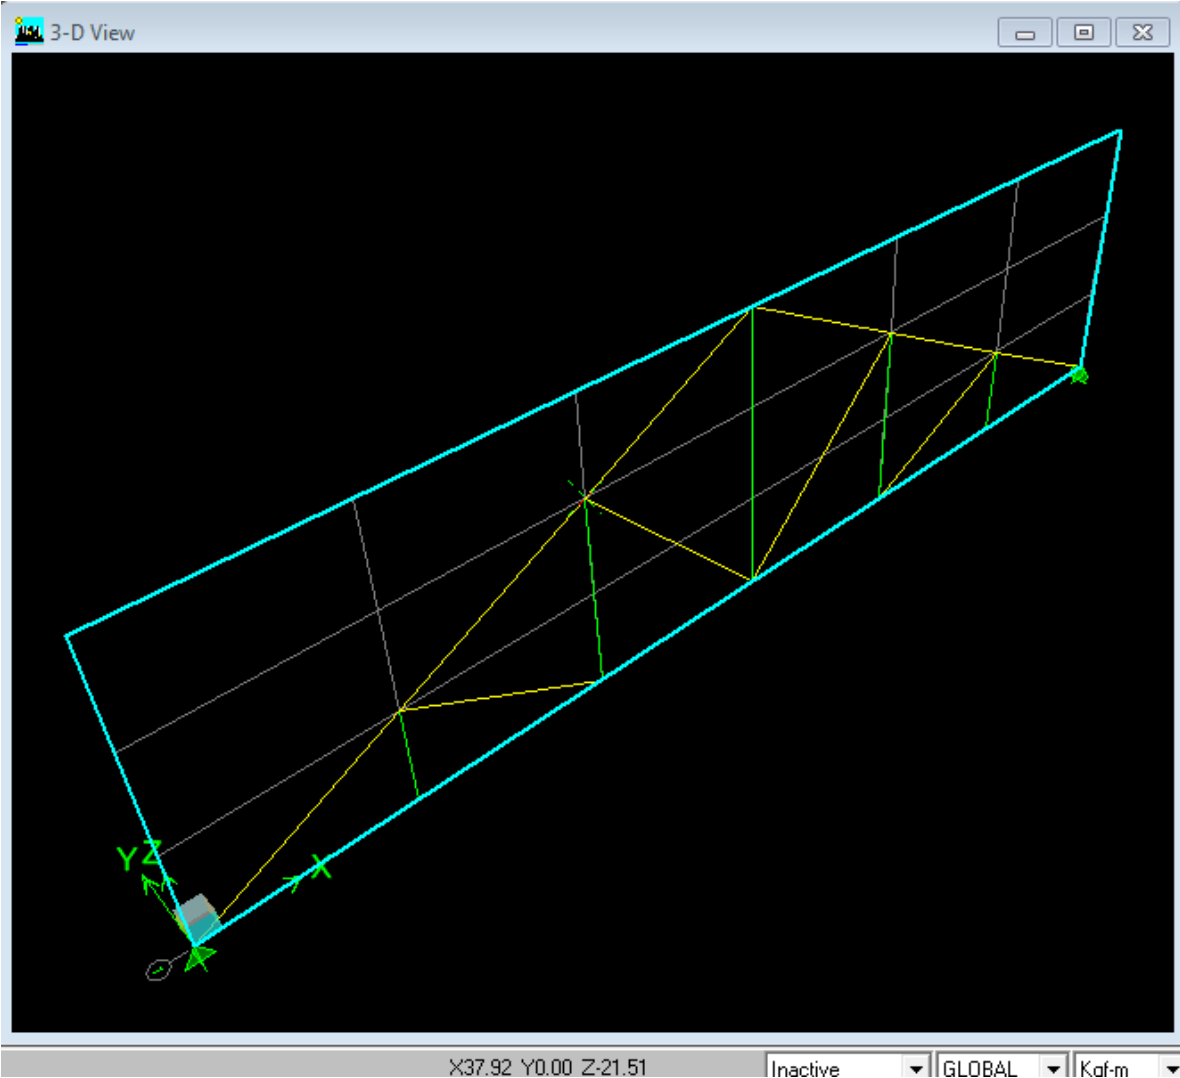 3-D View
Y Z
X
X37.92 Y0.00 Z-21.51
Inactive
GLOBAL
Kgf-m